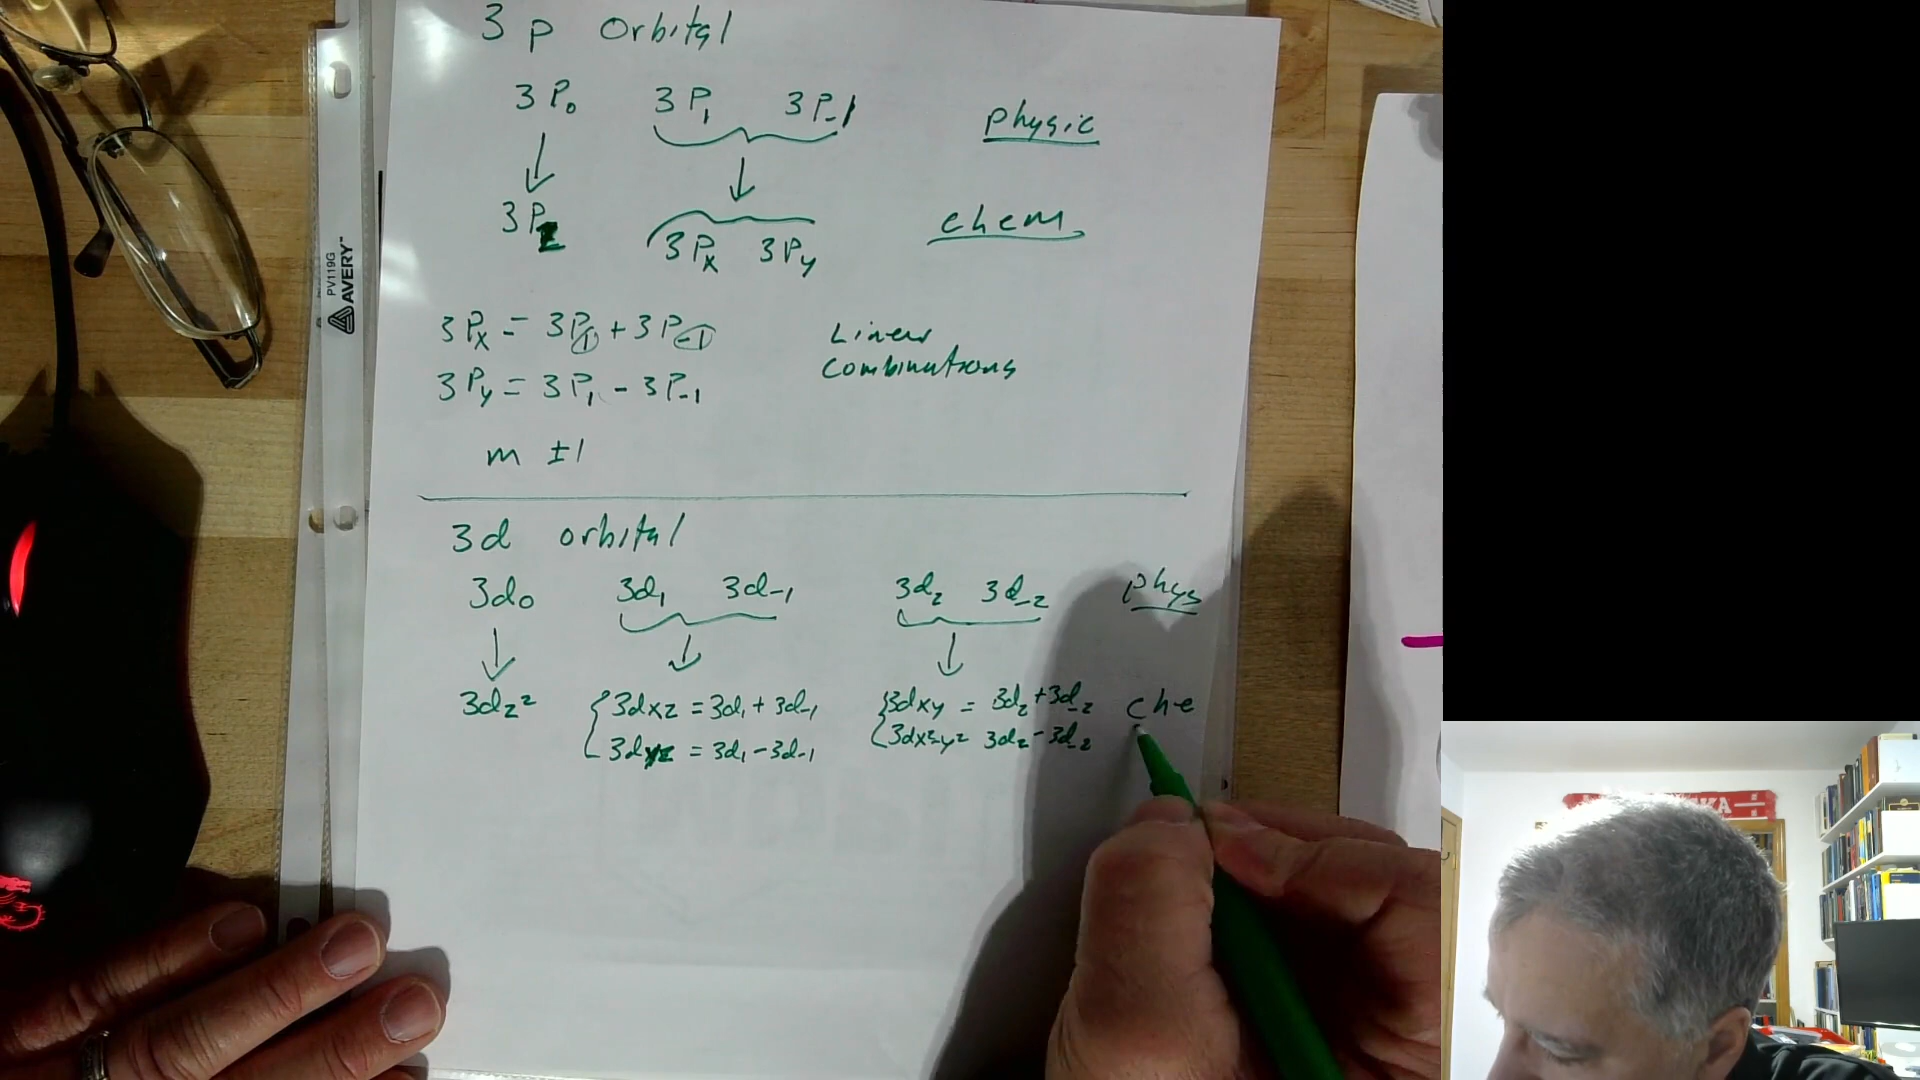 3 p orbital
3P₀ 3P₁ 3P₋₁ physic
3Pz 3Px 3Py chem
3Px = 3P₁ + 3P₋₁ Linear
Combinations
3Py = 3P₁ - 3P₋₁
m ±1
3d orbital
3d₀ 3d₁ 3d₋₁ 3d₂ 3d₋₂ phys
3dz² 3dxz = 3d₁ + 3d₋₁ 3dxy = 3d₂ + 3d₋₂ che
3dyz = 3d₁ - 3d₋₁ 3dx²-y² 3d₂ - 3d₋₂
PV119G
AVERY™